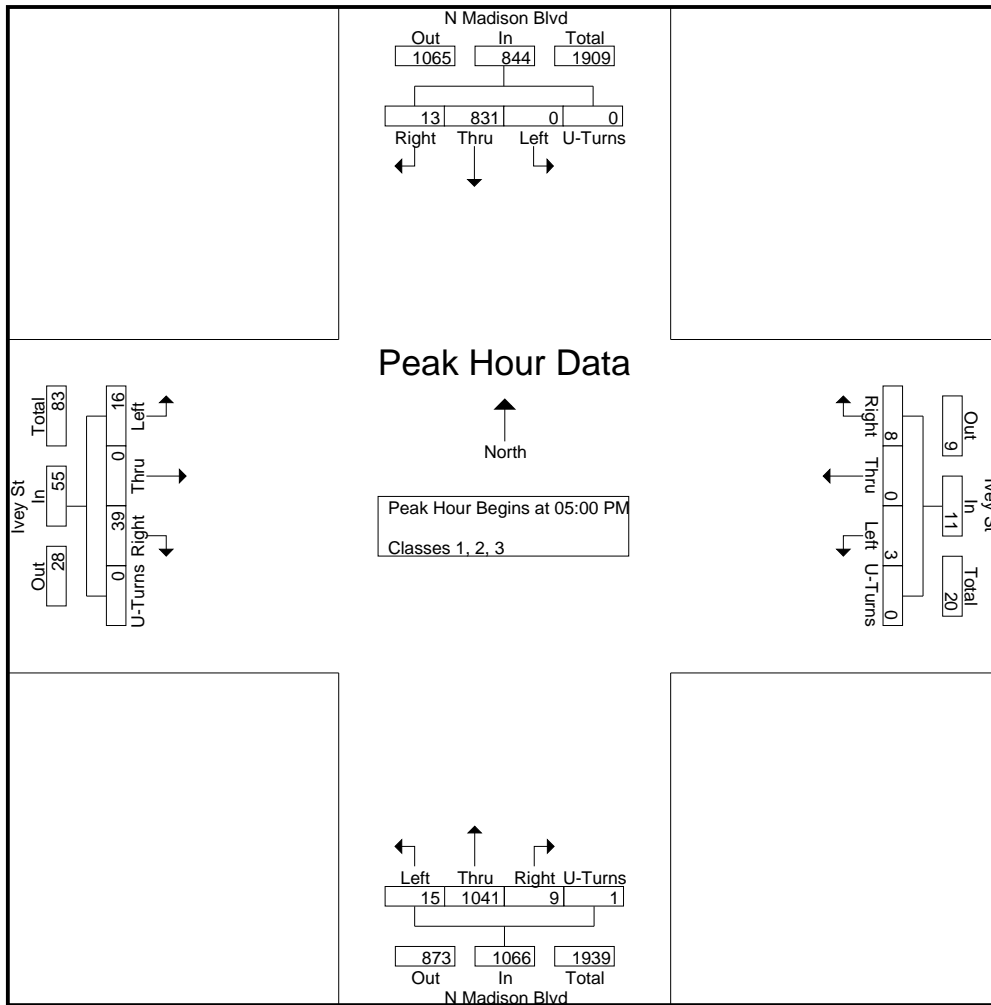 N Madison Blvd
Out In Total
1065 844 1909
13 831 0 0
Right Thru Left U-Turns
Peak Hour Data
North
Peak Hour Begins at 05:00 PM
Classes 1, 2, 3
Ivey St
Out In Total
28 55 83
0 39 0 16
U-Turns Right Thru Left
Ivey St
Out In Total
9 11 20
8 0 3 0
Right Thru Left U-Turns
Left Thru Right U-Turns
15 1041 9 1
873 1066 1939
Out In Total
N Madison Blvd